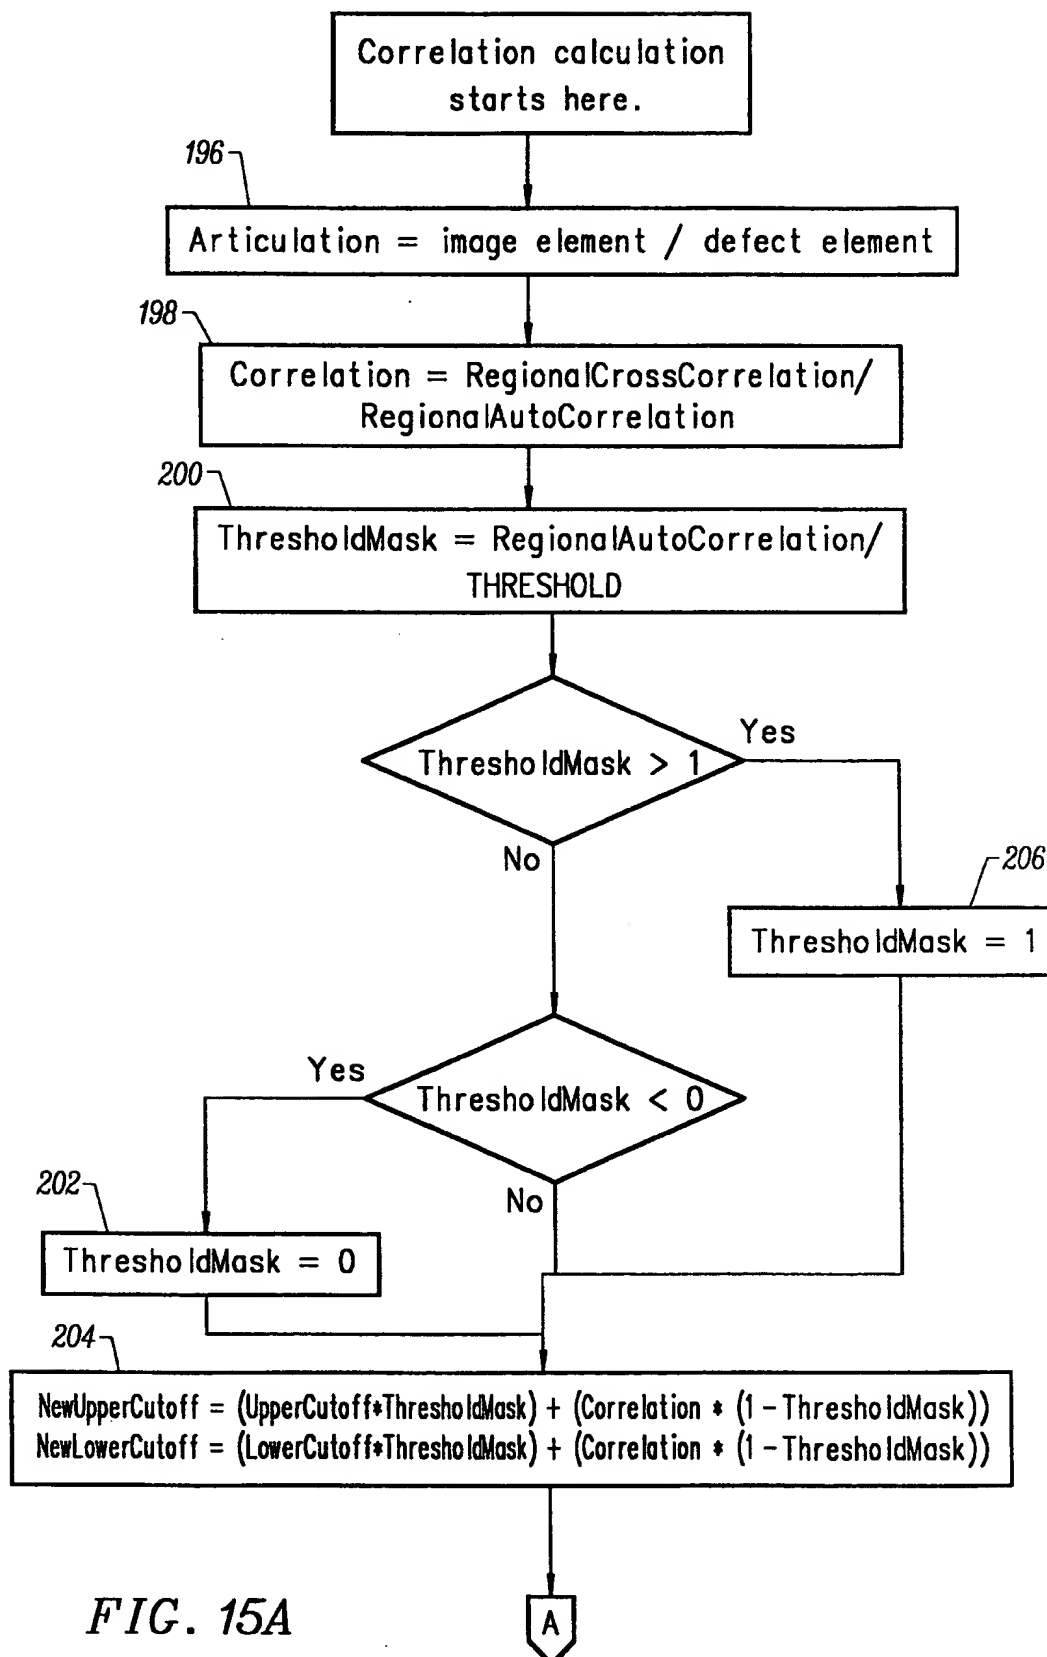 Correlation calculation
starts here.
196
Articulation = image element / defect element
198
Correlation = RegionalCrossCorrelation/
RegionalAutoCorrelation
200
ThresholdMask = RegionalAutoCorrelation/
THRESHOLD
ThresholdMask > 1
Yes
No
206
ThresholdMask = 1
ThresholdMask < 0
Yes
No
202
ThresholdMask = 0
204
NewUpperCutoff = (UpperCutoff*ThresholdMask) + (Correlation * (1-ThresholdMask))
NewLowerCutoff = (LowerCutoff*ThresholdMask) + (Correlation * (1-ThresholdMask))
A
FIG. 15A